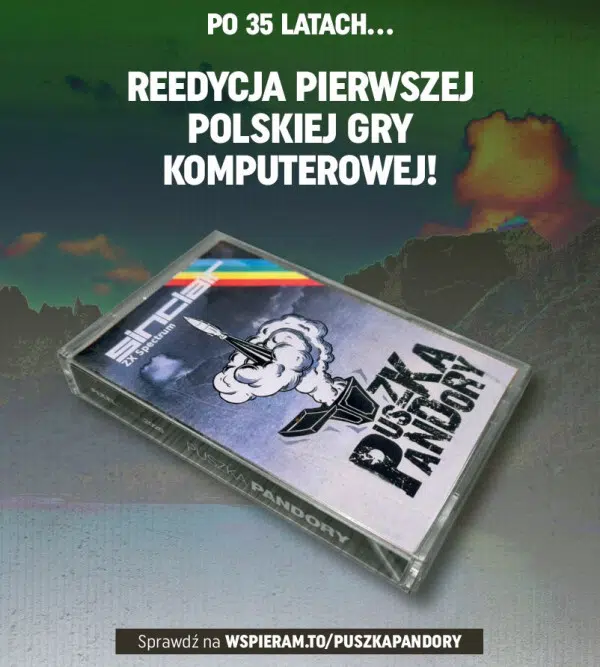 PO 35 LATACH...
REEDYCJA PIERWSZEJ
POLSKIEJ GRY
KOMPUTEROWEJ!
sinclair
ZX Spectrum
PUSZKA
PANDORY
PUSZKA PANDORY
Sprawdź na WSPIERAM.TO/PUSZKAPANDORY